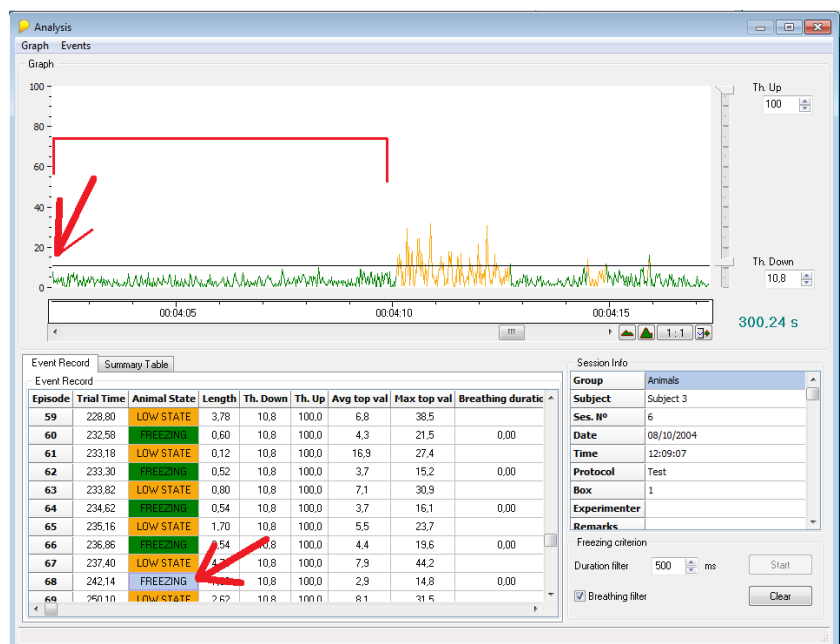 Analysis
Graph Events
Graph
100
80
60
40
20
0
00:04:05 00:04:10 00:04:15
Th. Up
100
Th. Down
10,8
1 : 1
300,24 s
Event Record Summary Table
Event Record
Episode Trial Time Animal State Length Th. Down Th. Up Avg top val Max top val Breathing duratic
59 228,80 LOW STATE 3,78 10,8 100,0 6,8 38,5
60 232,58 FREEZING 0,60 10,8 100,0 4,3 21,5 0,00
61 233,18 LOW STATE 0,12 10,8 100,0 16,9 27,4
62 233,30 FREEZING 0,52 10,8 100,0 3,7 15,2 0,00
63 233,82 LOW STATE 0,80 10,8 100,0 7,1 30,9
64 234,62 FREEZING 0,54 10,8 100,0 3,7 16,1 0,00
65 235,16 LOW STATE 1,70 10,8 100,0 5,5 23,7
66 236,86 FREEZING 10,8 100,0 4,4 19,6 0,00
67 237,40 LOW STATE 10,8 100,0 7,9 44,2
68 242,14 FREEZING 10,8 100,0 2,9 14,8 0,00
69 250,10 LOW STATE 2,62 10,8 100,0 8,1 31,5
Session Info
Group Animals
Subject Subject 3
Ses. Nº 6
Date 08/10/2004
Time 12:09:07
Protocol Test
Box 1
Experimenter
Remarks
Freezing criterion
Duration filter 500 ms Start
Breathing filter Clear